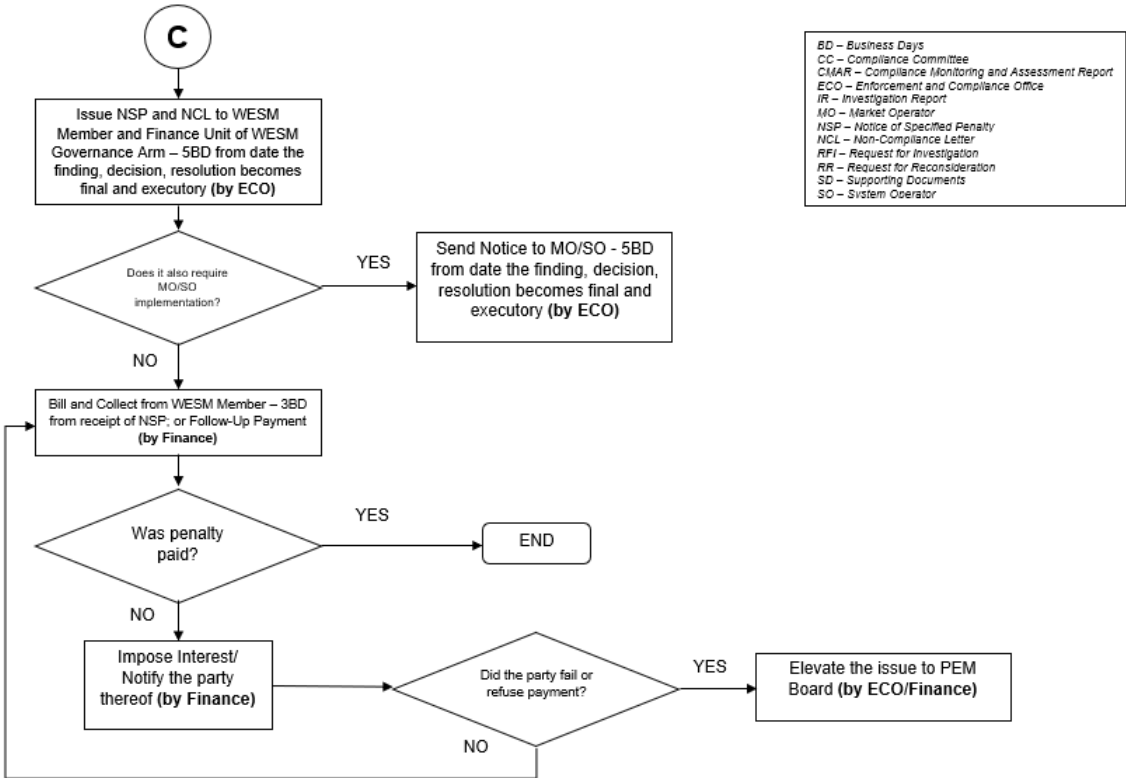 C
BD – Business Days
CC – Compliance Committee
CMAR – Compliance Monitoring and Assessment Report
ECO – Enforcement and Compliance Office
IR – Investigation Report
MO – Market Operator
NSP – Notice of Specified Penalty
NCL – Non-Compliance Letter
RFI – Request for Investigation
RR – Request for Reconsideration
SD – Supporting Documents
SO – System Operator
Issue NSP and NCL to WESM
Member and Finance Unit of WESM
Governance Arm – 5BD from date the
finding, decision, resolution becomes
final and executory (by ECO)
Does it also require
MO/SO
implementation?
YES
Send Notice to MO/SO - 5BD
from date the finding, decision,
resolution becomes final and
executory (by ECO)
NO
Bill and Collect from WESM Member – 3BD
from receipt of NSP; or Follow-Up Payment
(by Finance)
Was penalty
paid?
YES
END
NO
Impose Interest/
Notify the party
thereof (by Finance)
Did the party fail or
refuse payment?
YES
Elevate the issue to PEM
Board (by ECO/Finance)
NO